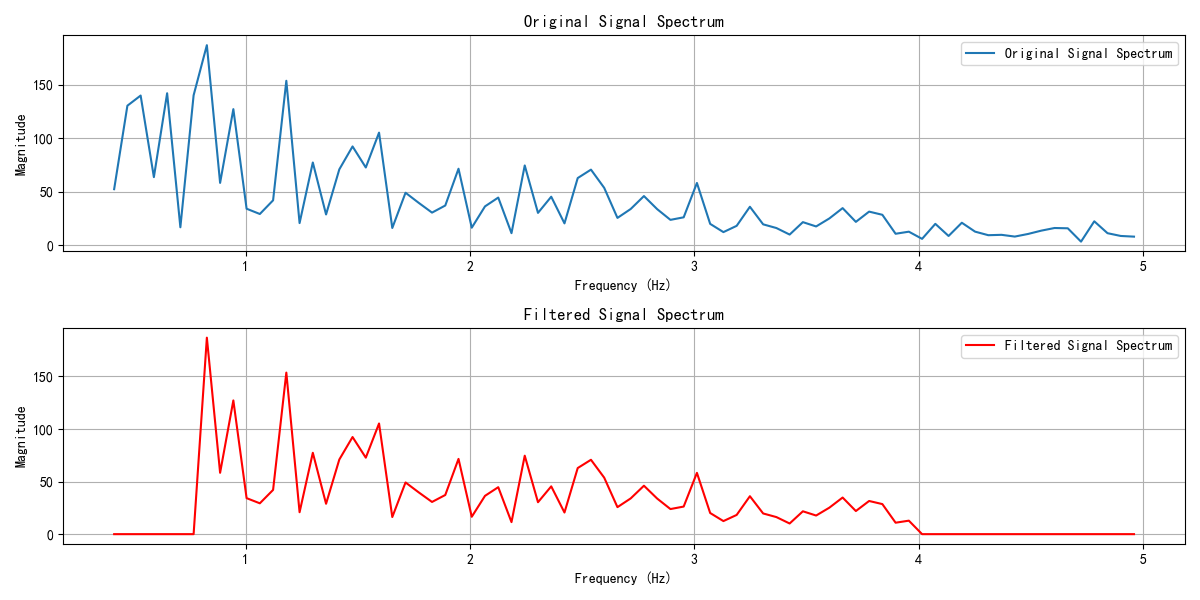 Original Signal Spectrum
Original Signal Spectrum
Magnitude
150
100
50
0
1
2
3
4
5
Frequency (Hz)
Filtered Signal Spectrum
Filtered Signal Spectrum
Magnitude
150
100
50
0
1
2
3
4
5
Frequency (Hz)